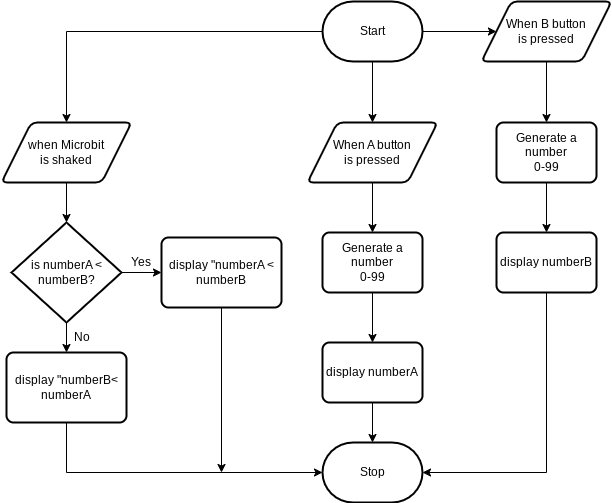 Start
When B button
is pressed
when Microbit
is shaked
When A button
is pressed
Generate a
number
0-99
is numberA <
numberB?
Yes
No
display "numberA <
numberB
Generate a
number
0-99
display numberB
display "numberB<
numberA
display numberA
Stop